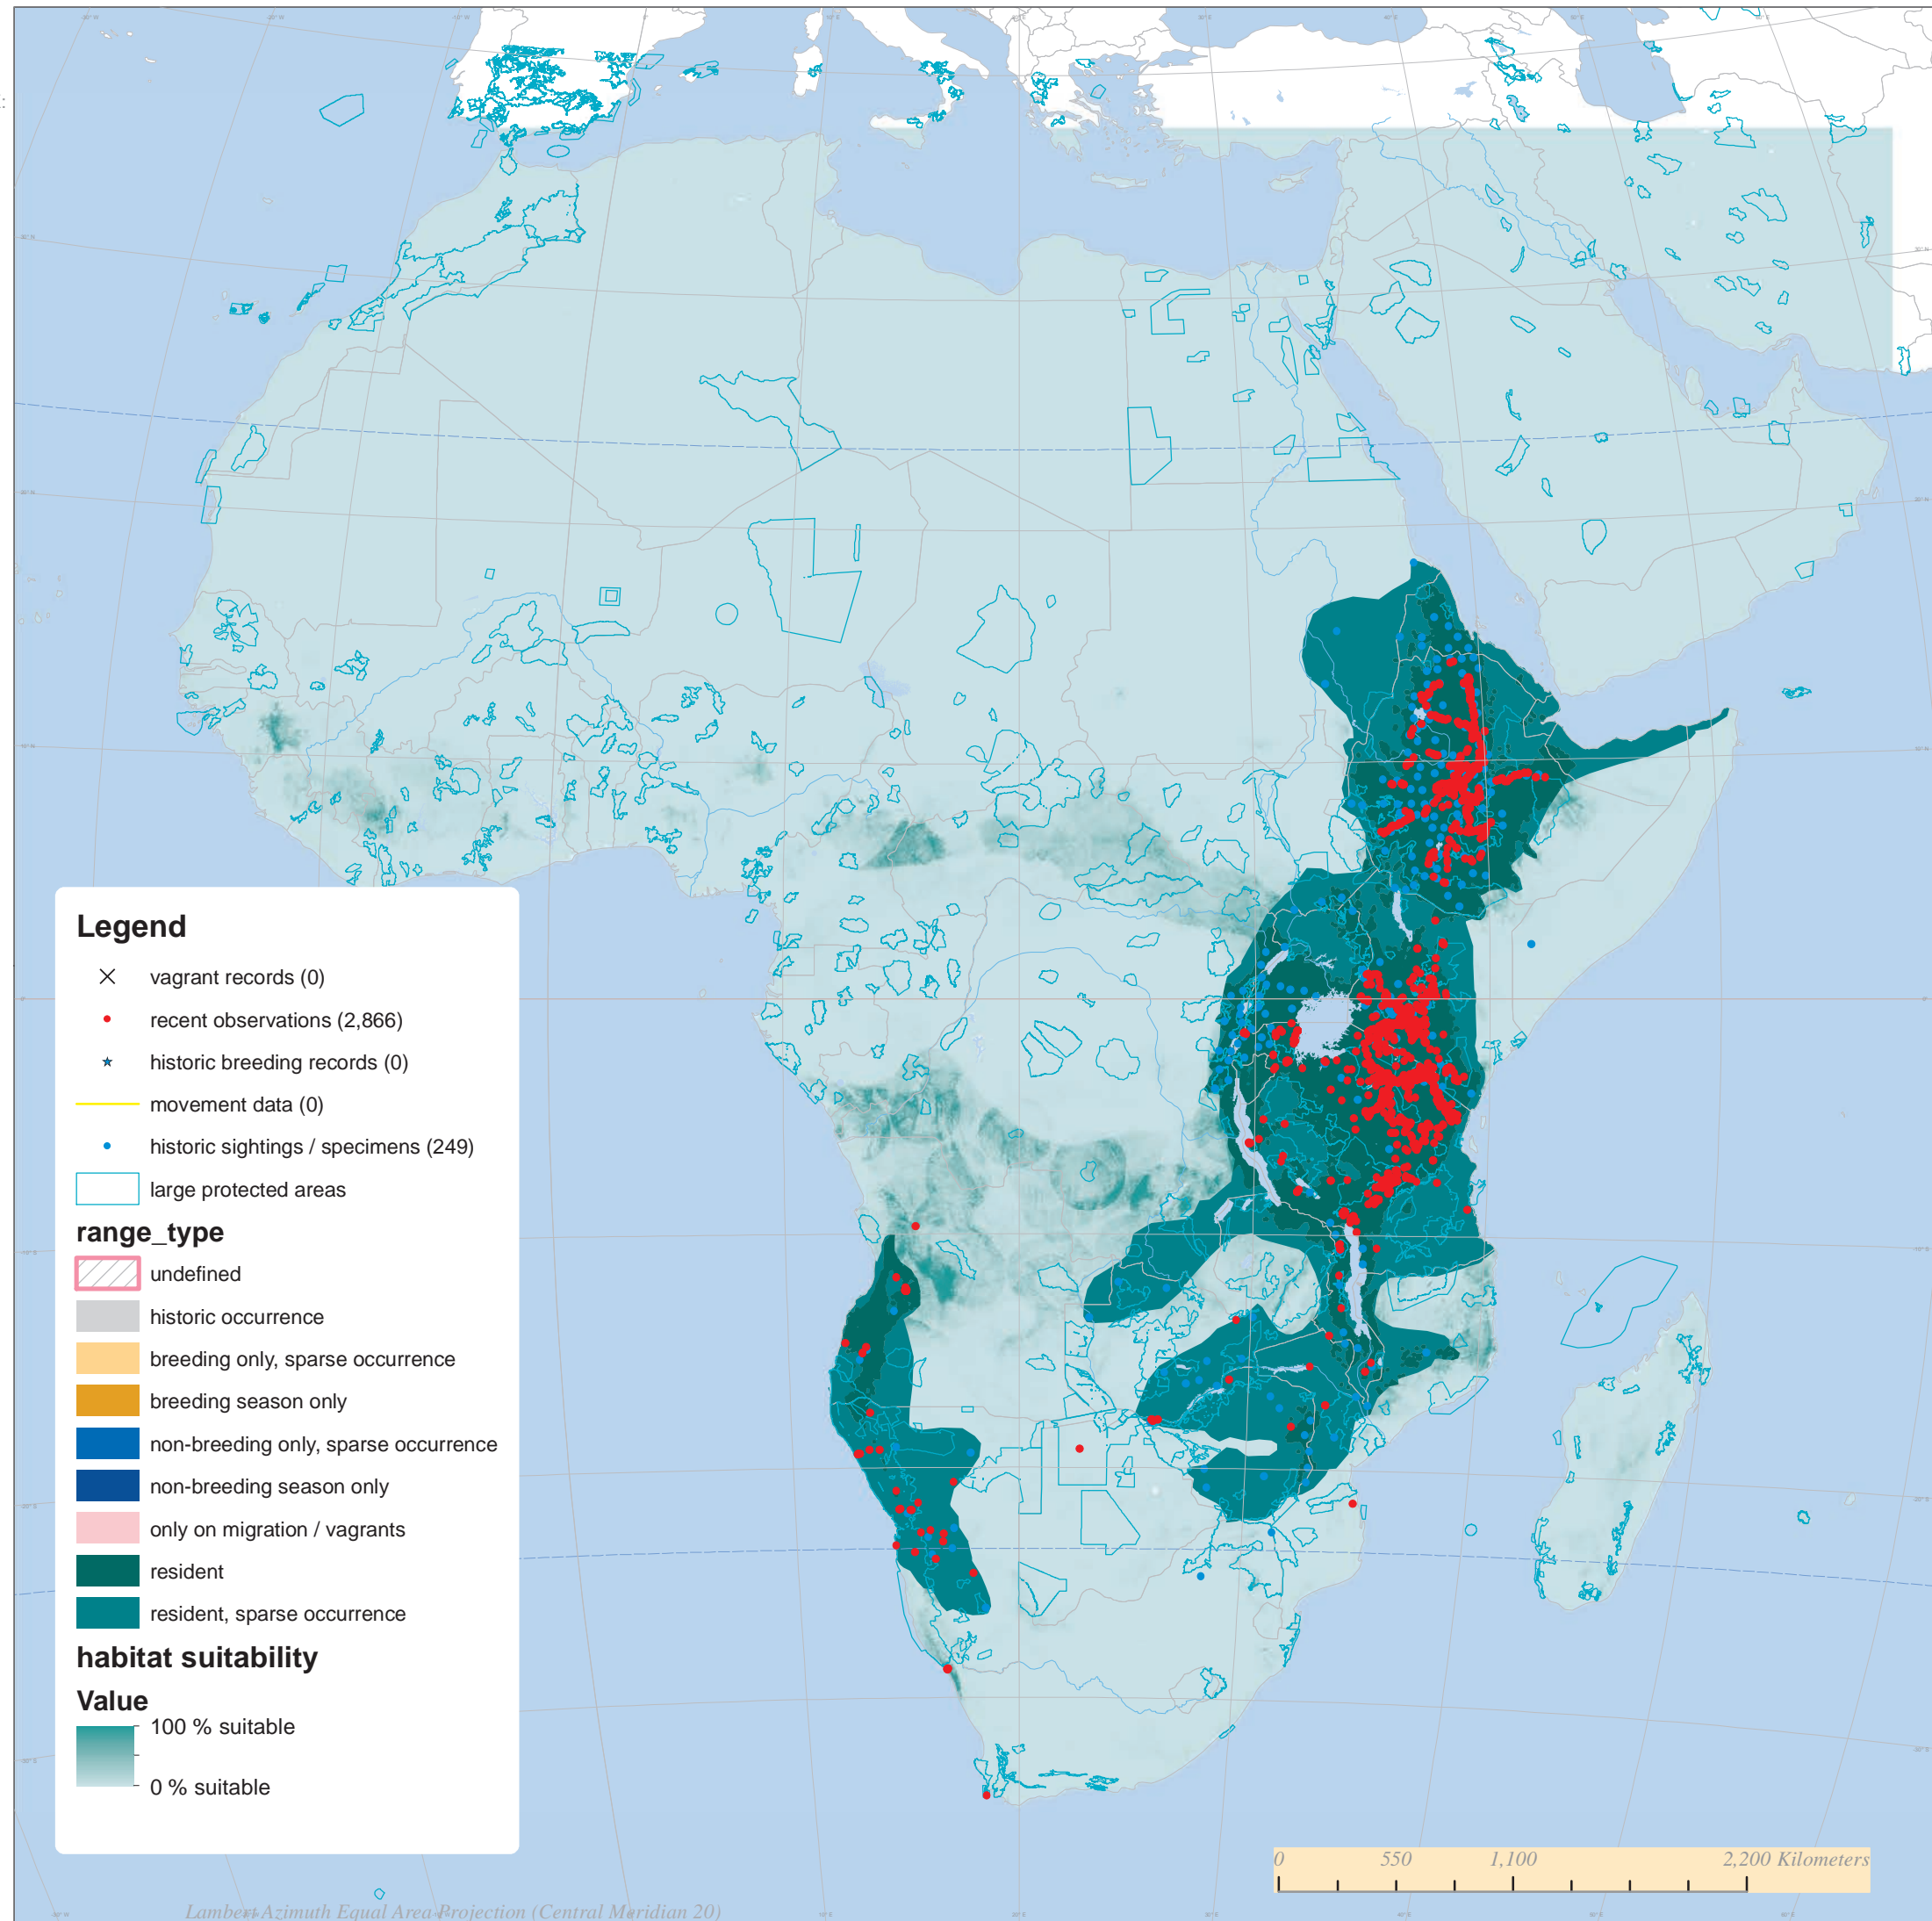 Legend
vagrant records (0)
recent observations (2,866)
historic breeding records (0)
movement data (0)
historic sightings / specimens (249)
large protected areas
range_type
undefined
historic occurrence
breeding only, sparse occurrence
breeding season only
non-breeding only, sparse occurrence
non-breeding season only
only on migration / vagrants
resident
resident, sparse occurrence
habitat suitability
Value
100 % suitable
0 % suitable
0 550 1,100 2,200 Kilometers
Lambert Azimuth Equal Area Projection (Central Meridian 20)